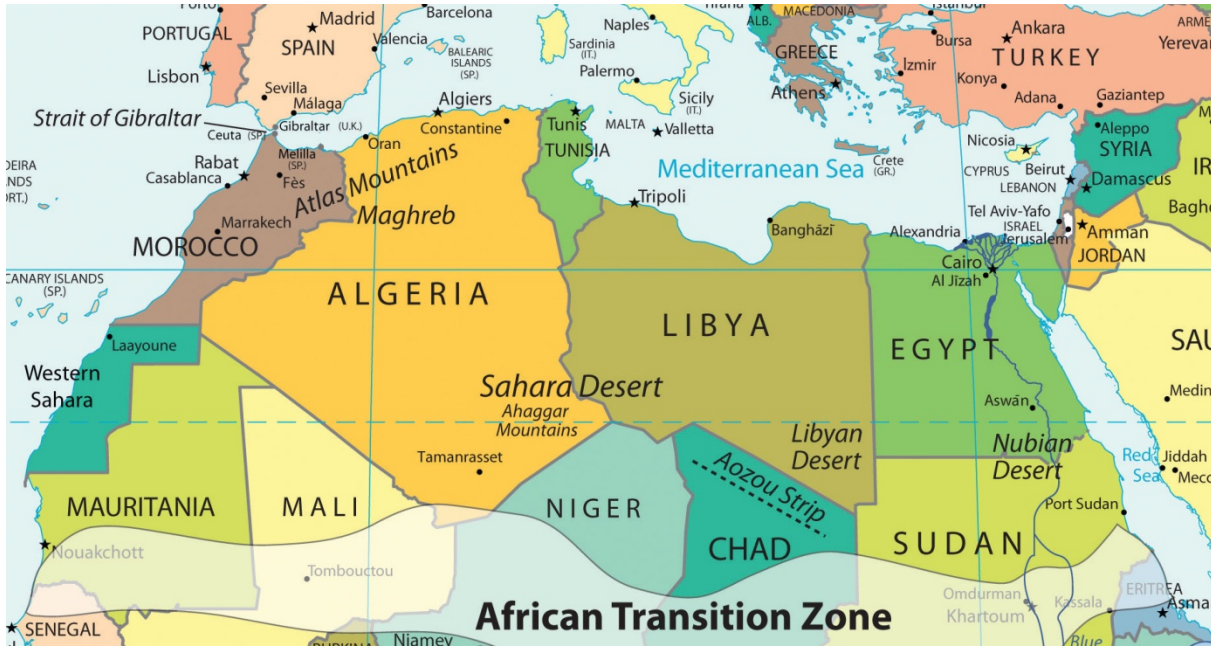 Porto
Madrid
Barcelona
PORTUGAL
SPAIN
Valencia
Lisbon
BALEARIC
ISLANDS
(SP.)
Sardinia
(IT.)
Naples
Palermo
Sicily
(IT.)
ALB.
MACEDONIA
GREECE
Athens
Istanbul
Bursa
Ankara
TURKEY
İzmir
Konya
Adana
Gaziantep
Sevilla
Málaga
Strait of Gibraltar
Ceuta (SP.)
Gibraltar (U.K.)
Algiers
Constantine
Oran
Tunis
TUNISIA
MALTA
Valletta
Mediterranean Sea
Crete
(GR.)
Nicosia
CYPRUS
Aleppo
SYRIA
Beirut
LEBANON
Damascus
Rabat
Casablanca
Melilla
(SP.)
Fès
Atlas Mountains
Maghreb
Marrakech
MOROCCO
Tripoli
Banghāzī
Alexandria
Tel Aviv-Yafo
ISRAEL
Jerusalem
Amman
JORDAN
Cairo
Al Jīzah
CANARY ISLANDS
(SP.)
ALGERIA
LIBYA
EGYPT
Laayoune
Western
Sahara
Sahara Desert
Ahaggar
Mountains
Tamanrasset
Libyan
Desert
Aswān
Nubian
Desert
Red
Sea
Jiddah
MAURITANIA
MALI
NIGER
Aozou Strip
CHAD
SUDAN
Port Sudan
Nouakchott
Tombouctou
Omdurman
Khartoum
Kassala
ERITREA
African Transition Zone
SENEGAL
Niamey
Blue